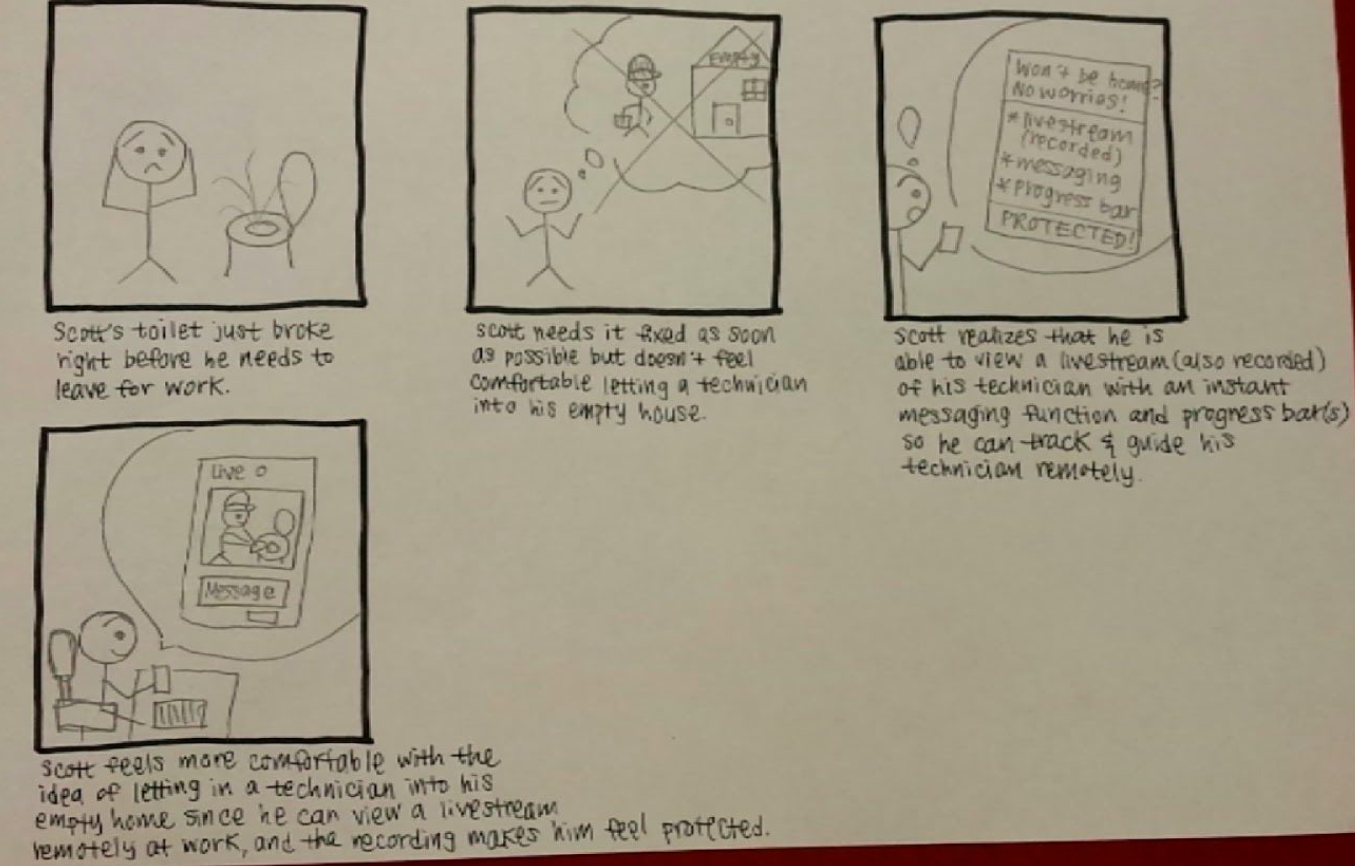 Scott's toilet just broke
right before he needs to
leave for work.
Empty
Scott needs it fixed as soon
as possible but doesn't feel
comfortable letting a technician
into his empty house.
Won't be home?
No worries!
*livestream
(recorded)
*messaging
*progress bar
PROTECTED!
Scott realizes that he is
able to view a livestream (also recorded)
of his technician with an instant
messaging function and progress bar(s)
so he can track & guide his
technician remotely.
Live
Message
Scott feels more comfortable with the
idea of letting in a technician into his
empty home since he can view a livestream
remotely at work, and the recording makes him feel protected.